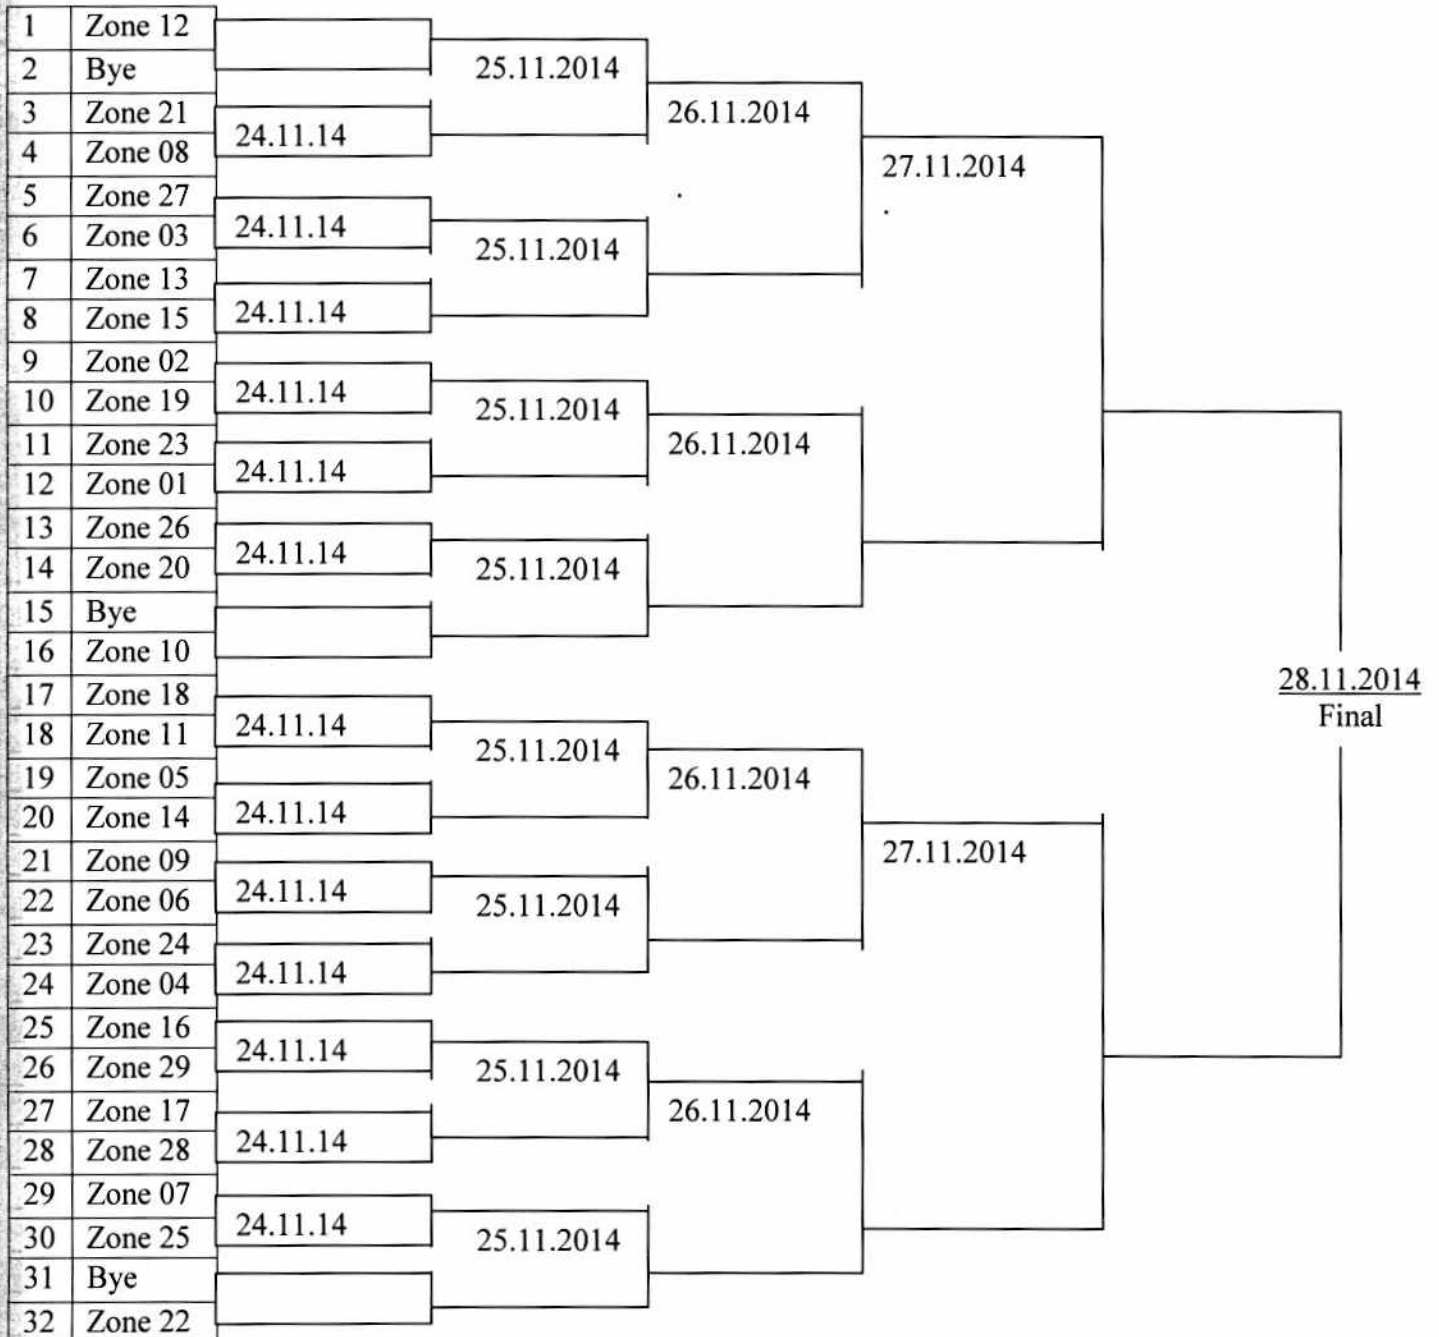 1 Zone 12
2 Bye
25.11.2014
3 Zone 21
26.11.2014
24.11.14
4 Zone 08
27.11.2014
5 Zone 27
24.11.14
6 Zone 03
25.11.2014
7 Zone 13
24.11.14
8 Zone 15
9 Zone 02
24.11.14
10 Zone 19
25.11.2014
11 Zone 23
26.11.2014
24.11.14
12 Zone 01
13 Zone 26
24.11.14
14 Zone 20
25.11.2014
15 Bye
16 Zone 10
28.11.2014
Final
17 Zone 18
24.11.14
18 Zone 11
25.11.2014
19 Zone 05
26.11.2014
24.11.14
20 Zone 14
27.11.2014
21 Zone 09
24.11.14
22 Zone 06
25.11.2014
23 Zone 24
24.11.14
24 Zone 04
25 Zone 16
24.11.14
26 Zone 29
25.11.2014
27 Zone 17
26.11.2014
24.11.14
28 Zone 28
29 Zone 07
24.11.14
30 Zone 25
25.11.2014
31 Bye
32 Zone 22